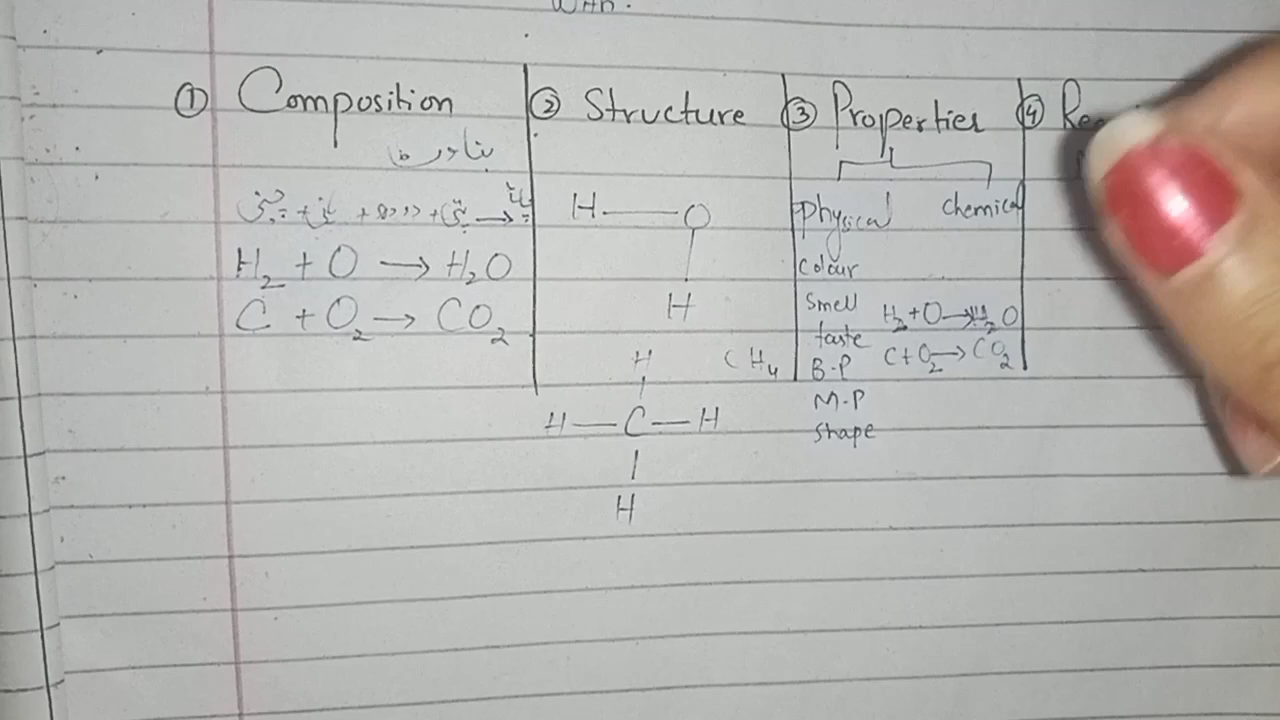 with.
① Composition
بناوٹ
H₂ + O → H₂O
C + O₂ → CO₂
② Structure
H — O
H
H
CH₄
H — C — H
H
③ Properties
Physical
chemical
colour
Smell
taste
B.P
M.P
Shape
H₂ + O → H₂O
C + O₂ → CO₂
④